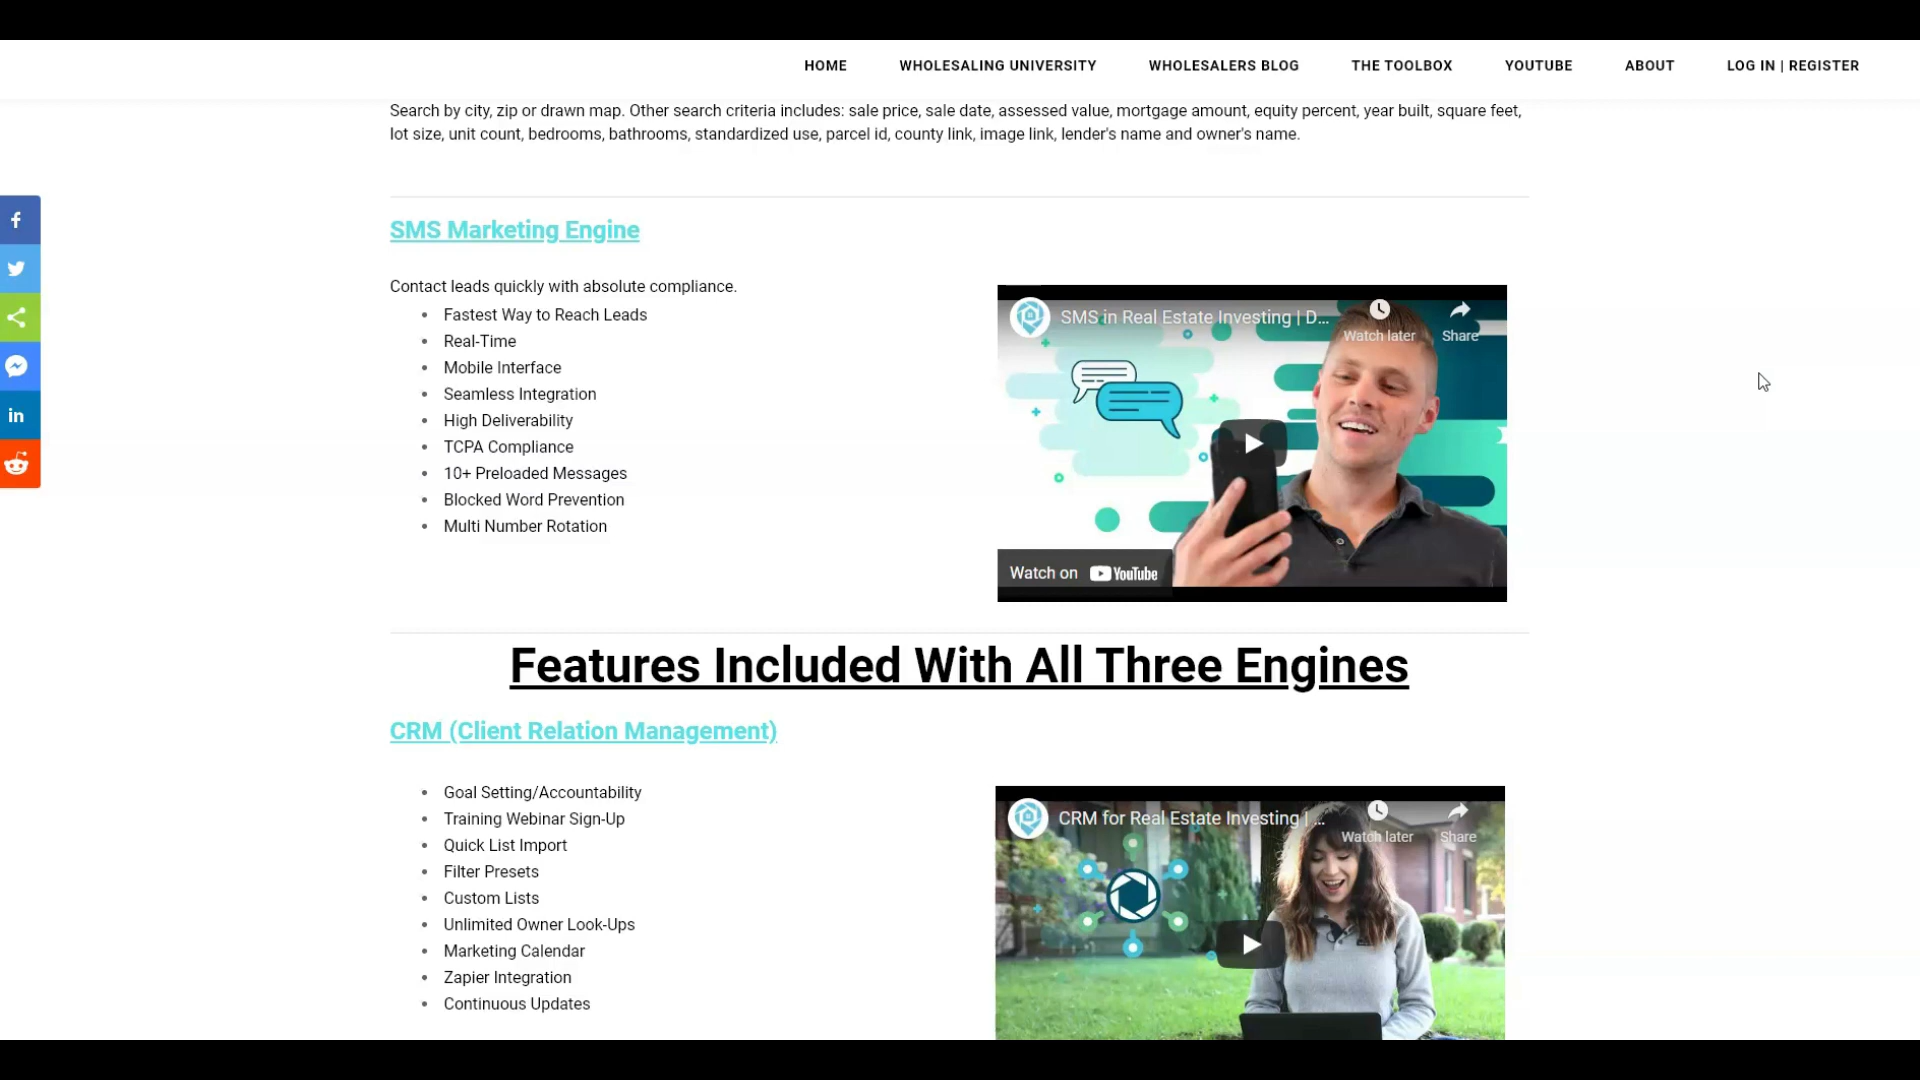 HOME WHOLESALING UNIVERSITY WHOLESALERS BLOG THE TOOLBOX YOUTUBE ABOUT LOG IN | REGISTER
Search by city, zip or drawn map. Other search criteria includes: sale price, sale date, assessed value, mortgage amount, equity percent, year built, square feet,
lot size, unit count, bedrooms, bathrooms, standardized use, parcel id, county link, image link, lender's name and owner's name.
SMS Marketing Engine
Contact leads quickly with absolute compliance.
Fastest Way to Reach Leads
Real-Time
Mobile Interface
Seamless Integration
High Deliverability
TCPA Compliance
10+ Preloaded Messages
Blocked Word Prevention
Multi Number Rotation
SMS in Real Estate Investing | D...
Watch later
Share
Watch on YouTube
Features Included With All Three Engines
CRM (Client Relation Management)
Goal Setting/Accountability
Training Webinar Sign-Up
Quick List Import
Filter Presets
Custom Lists
Unlimited Owner Look-Ups
Marketing Calendar
Zapier Integration
Continuous Updates
CRM for Real Estate Investing | ...
Watch later
Share